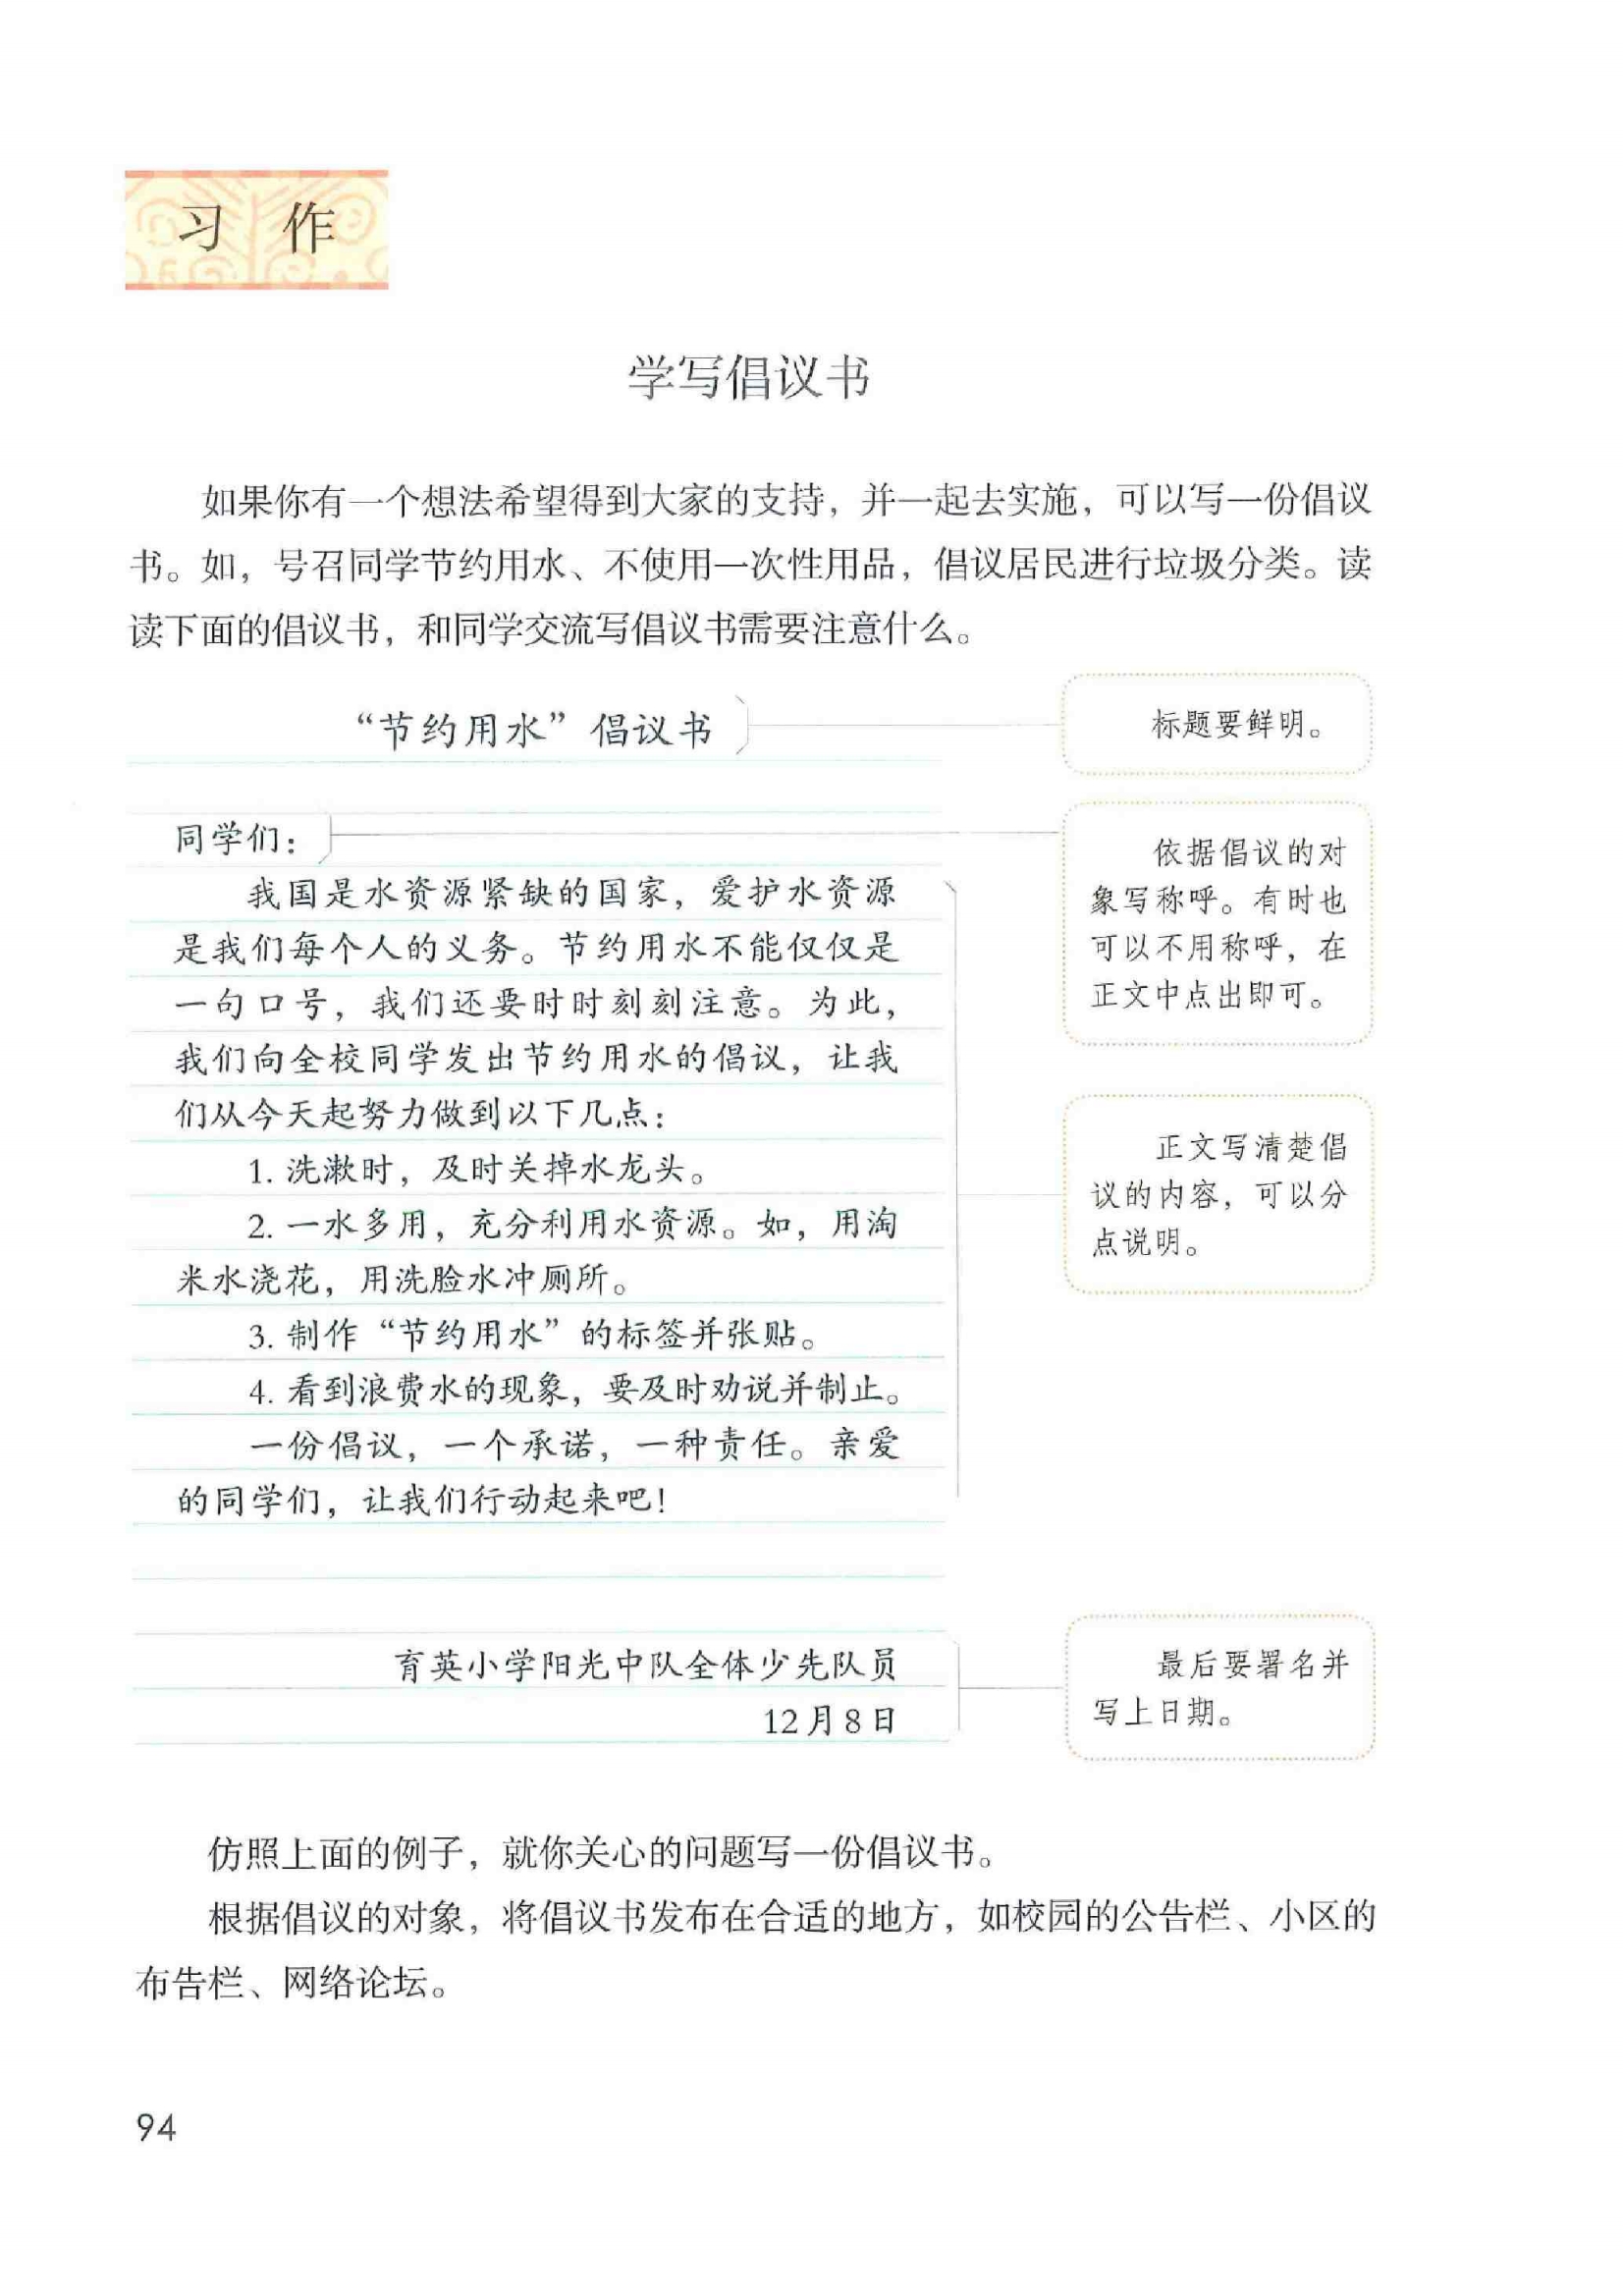 习 作
学写倡议书
如果你有一个想法希望得到大家的支持，并一起去实施，可以写一份倡议
书。如，号召同学节约用水、不使用一次性用品，倡议居民进行垃圾分类。读
读下面的倡议书，和同学交流写倡议书需要注意什么。
“节约用水”倡议书
标题要鲜明。
同学们：
依据倡议的对
象写称呼。有时也
可以不用称呼，在
正文中点出即可。
我国是水资源紧缺的国家，爱护水资源
是我们每个人的义务。节约用水不能仅仅是
一句口号，我们还要时时刻刻注意。为此，
我们向全校同学发出节约用水的倡议，让我
们从今天起努力做到以下几点：
1. 洗漱时，及时关掉水龙头。
2. 一水多用，充分利用水资源。如，用淘
米水浇花，用洗脸水冲厕所。
3. 制作“节约用水”的标签并张贴。
4. 看到浪费水的现象，要及时劝说并制止。
一份倡议，一个承诺，一种责任。亲爱
的同学们，让我们行动起来吧！
正文写清楚倡
议的内容，可以分
点说明。
育英小学阳光中队全体少先队员
12月8日
最后要署名并
写上日期。
仿照上面的例子，就你关心的问题写一份倡议书。
根据倡议的对象，将倡议书发布在合适的地方，如校园的公告栏、小区的
布告栏、网络论坛。
94